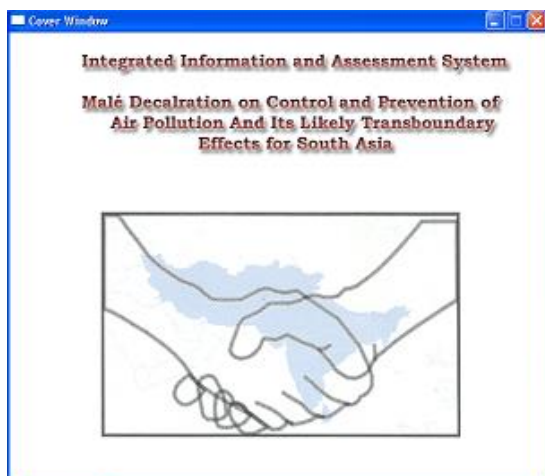 Cover Window
Integrated Information and Assessment System
Malé Decalration on Control and Prevention of
Air Pollution And Its Likely Transboundary
Effects for South Asia